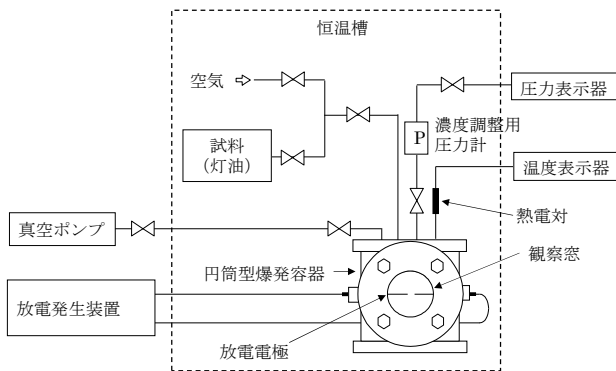 恒温槽
空気
圧力表示器
試料
(灯油)
P
濃度調整用
圧力計
温度表示器
熱電対
真空ポンプ
観察窓
円筒型爆発容器
放電発生装置
放電電極